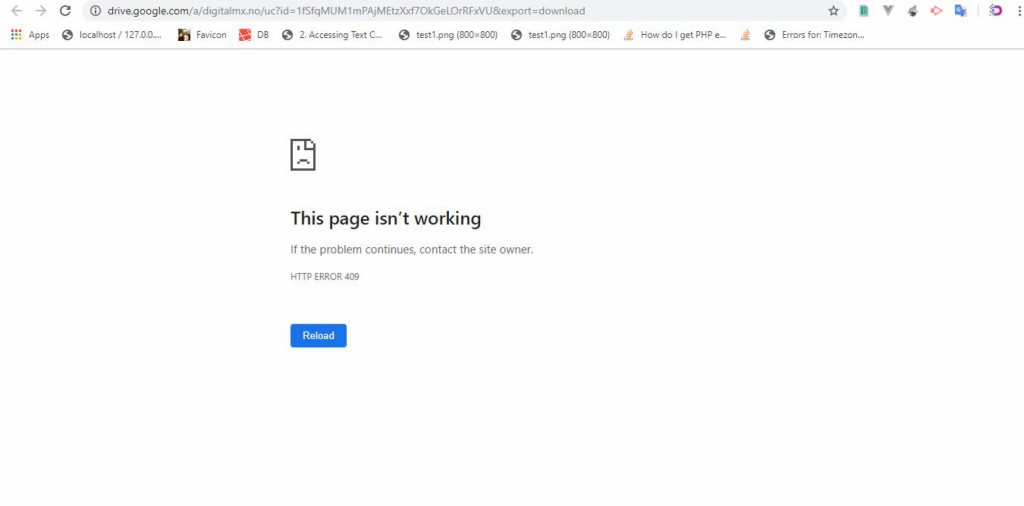 drive.google.com/a/digitalmx.no/uc?id=1fSfqMUM1mPAjMEtzXxf7OkGeLOrRFxVU&export=download
Apps localhost / 127.0.0.... Favicon DB 2. Accessing Text C... test1.png (800×800) test1.png (800×800) How do I get PHP e... Errors for: Timezon...
This page isn't working
If the problem continues, contact the site owner.
HTTP ERROR 409
Reload